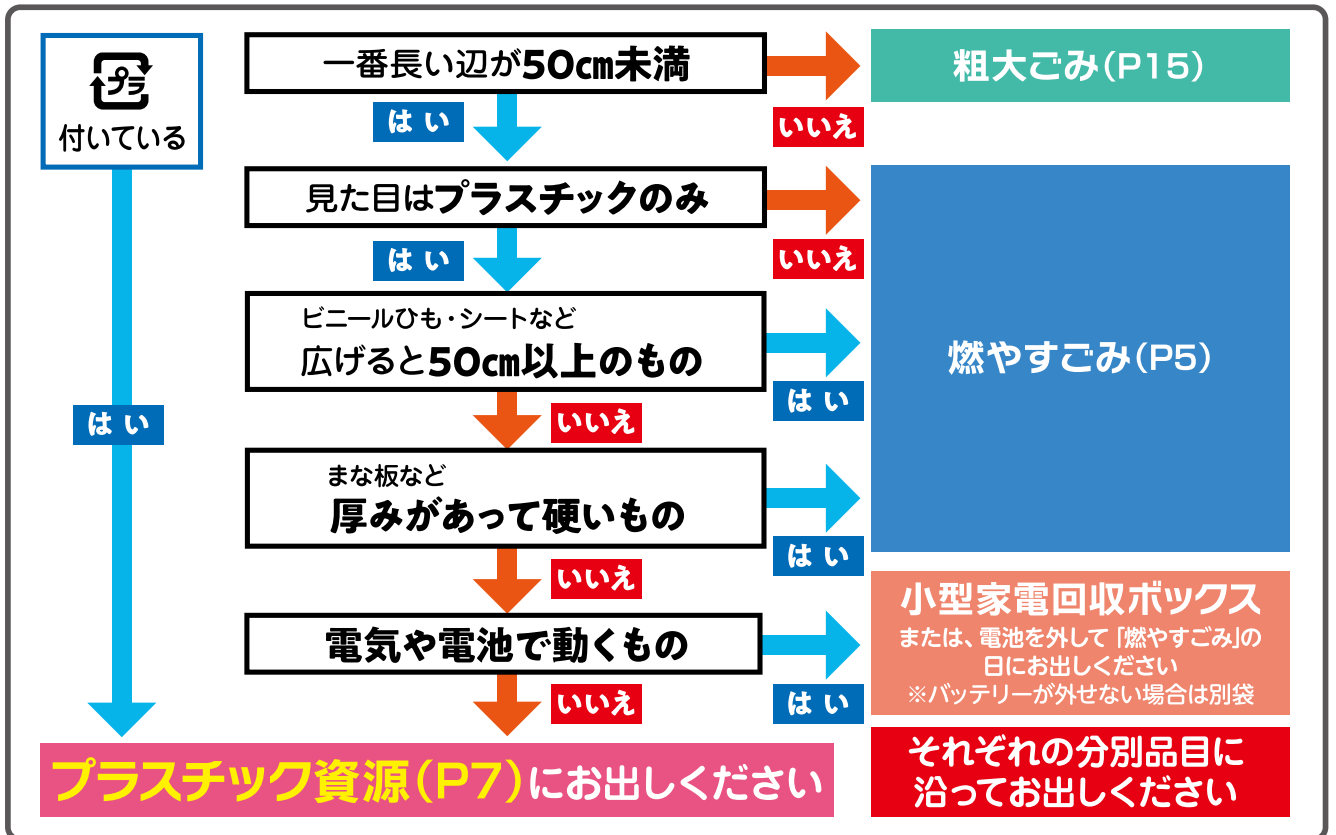 プラ
付いている
はい
一番長い辺が50cm未満
はい
いいえ
粗大ごみ(P15)
見た目はプラスチックのみ
はい
いいえ
ビニールひも・シートなど
広げると50cm以上のもの
はい
いいえ
まな板など
厚みがあって硬いもの
はい
いいえ
燃やすごみ(P5)
電気や電池で動くもの
はい
いいえ
小型家電回収ボックス
または、電池を外して「燃やすごみ」の
日にお出しください
※バッテリーが外せない場合は別袋
プラスチック資源(P7)にお出しください
それぞれの分別品目に
沿ってお出しください